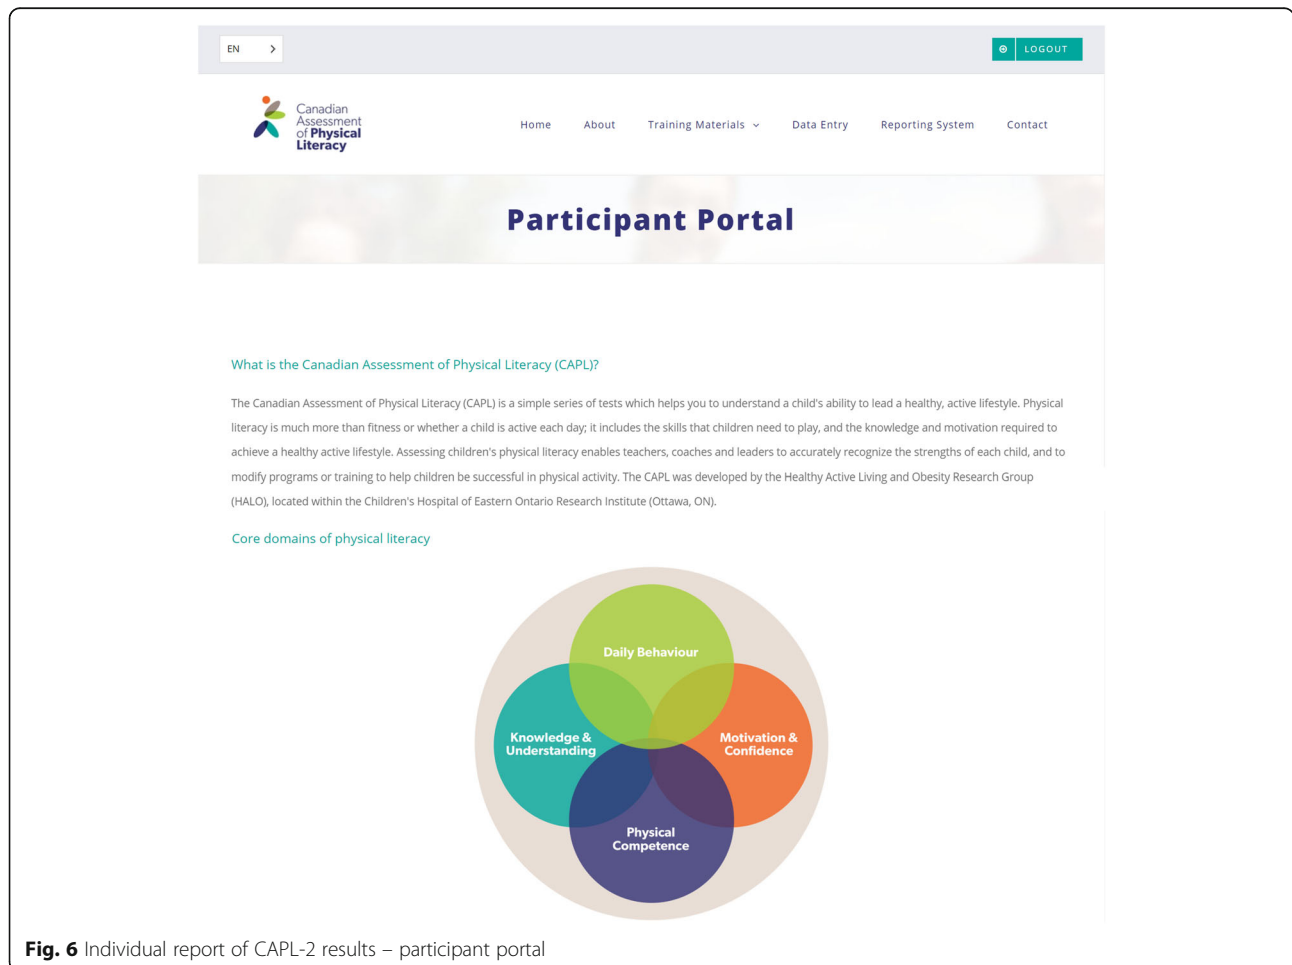 EN
LOGOUT
Canadian
Assessment
of Physical
Literacy
Home About Training Materials Data Entry Reporting System Contact
Participant Portal
What is the Canadian Assessment of Physical Literacy (CAPL)?
The Canadian Assessment of Physical Literacy (CAPL) is a simple series of tests which helps you to understand a child's ability to lead a healthy, active lifestyle. Physical
literacy is much more than fitness or whether a child is active each day; it includes the skills that children need to play, and the knowledge and motivation required to
achieve a healthy active lifestyle. Assessing children's physical literacy enables teachers, coaches and leaders to accurately recognize the strengths of each child, and to
modify programs or training to help children be successful in physical activity. The CAPL was developed by the Healthy Active Living and Obesity Research Group
(HALO), located within the Children's Hospital of Eastern Ontario Research Institute (Ottawa, ON).
Core domains of physical literacy
Daily Behaviour
Knowledge &
Understanding
Motivation &
Confidence
Physical
Competence
Fig. 6 Individual report of CAPL-2 results – participant portal